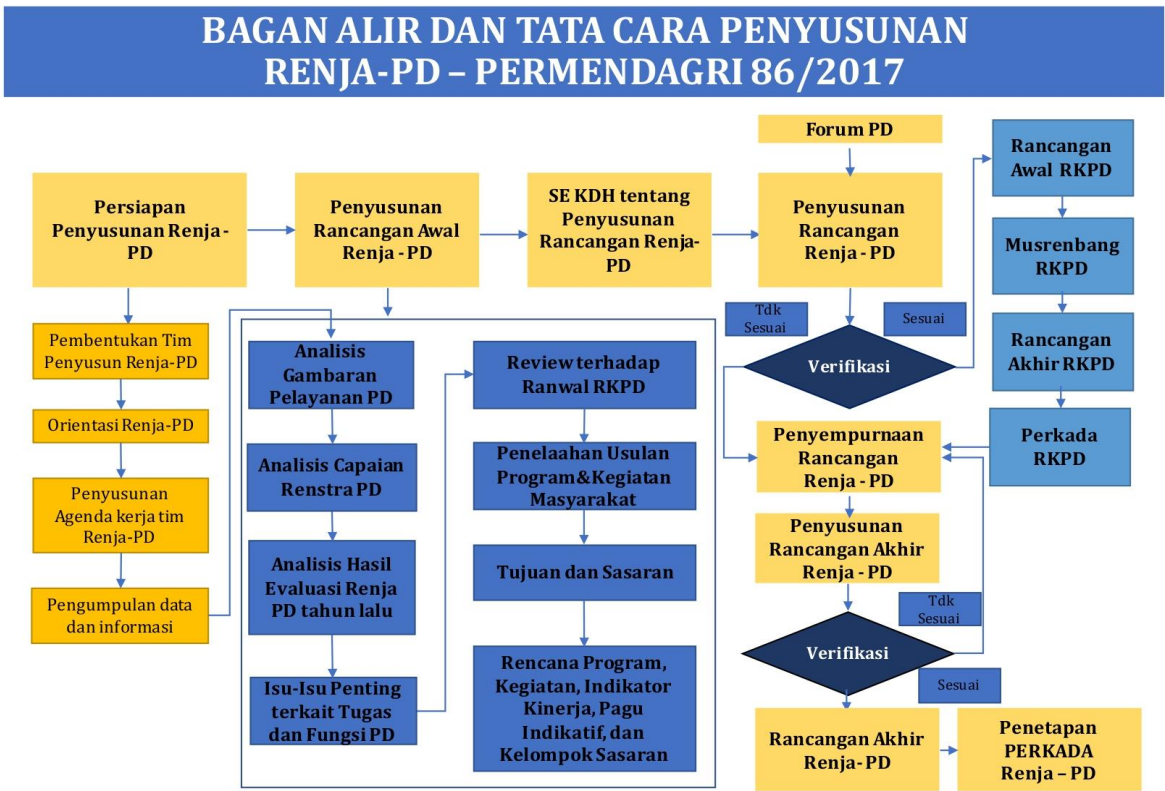 BAGAN ALIR DAN TATA CARA PENYUSUNAN
RENJA-PD – PERMENDAGRI 86/2017
Persiapan
Penyusunan Renja-
PD
Penyusunan
Rancangan Awal
Renja - PD
SE KDH tentang
Penyusunan
Rancangan Renja-
PD
Forum PD
Penyusunan
Rancangan
Renja - PD
Rancangan
Awal RKPD
Musrenbang
RKPD
Rancangan
Akhir RKPD
Perkada
RKPD
Pembentukan Tim
Penyusun Renja-PD
Orientasi Renja-PD
Penyusunan
Agenda kerja tim
Renja-PD
Pengumpulan data
dan informasi
Analisis
Gambaran
Pelayanan PD
Analisis Capaian
Renstra PD
Analisis Hasil
Evaluasi Renja
PD tahun lalu
Isu-Isu Penting
terkait Tugas
dan Fungsi PD
Review terhadap
Ranwal RKPD
Penelaahan Usulan
Program&Kegiatan
Masyarakat
Tujuan dan Sasaran
Rencana Program,
Kegiatan, Indikator
Kinerja, Pagu
Indikatif, dan
Kelompok Sasaran
Tdk
Sesuai
Sesuai
Verifikasi
Penyempurnaan
Rancangan
Renja - PD
Penyusunan
Rancangan Akhir
Renja - PD
Tdk
Sesuai
Verifikasi
Sesuai
Rancangan Akhir
Renja- PD
Penetapan
PERKADA
Renja – PD